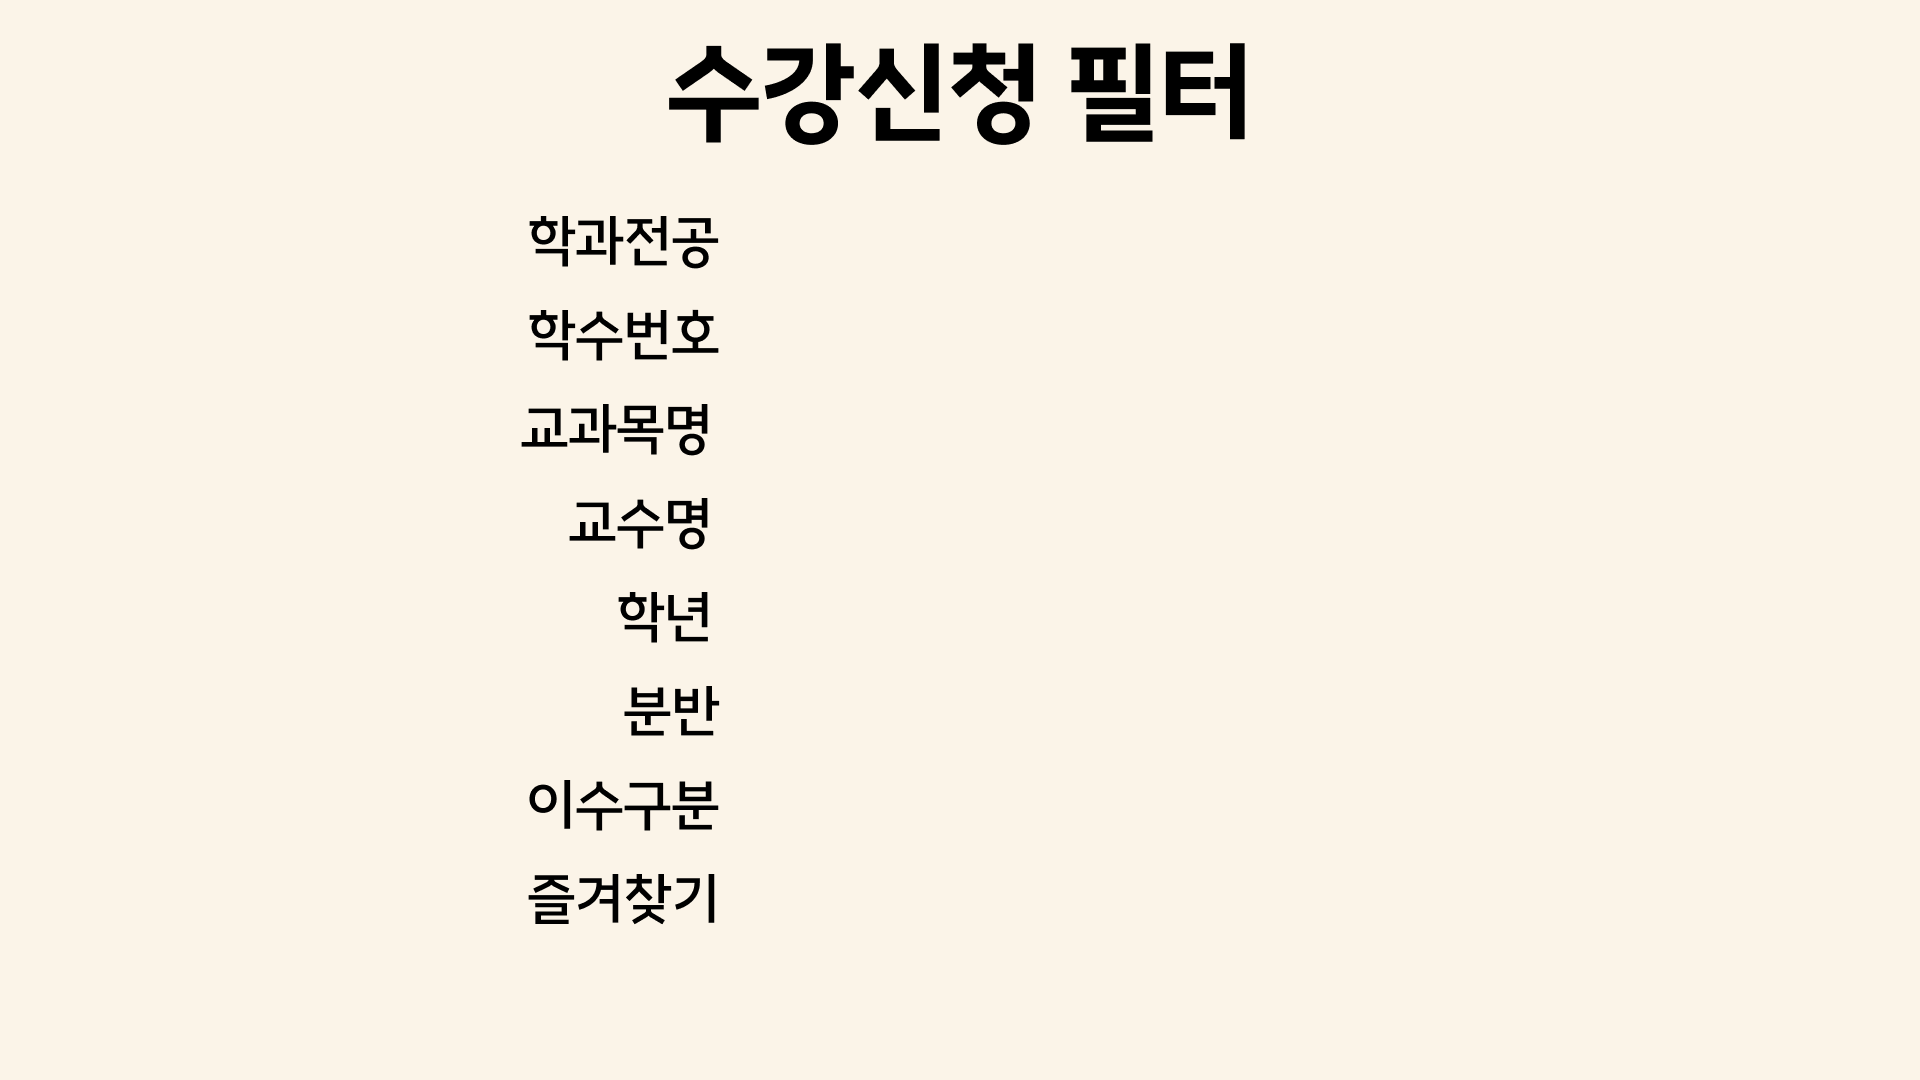 수강신청 필터
학과전공
학수번호
교과목명
교수명
학년
분반
이수구분
즐겨찾기